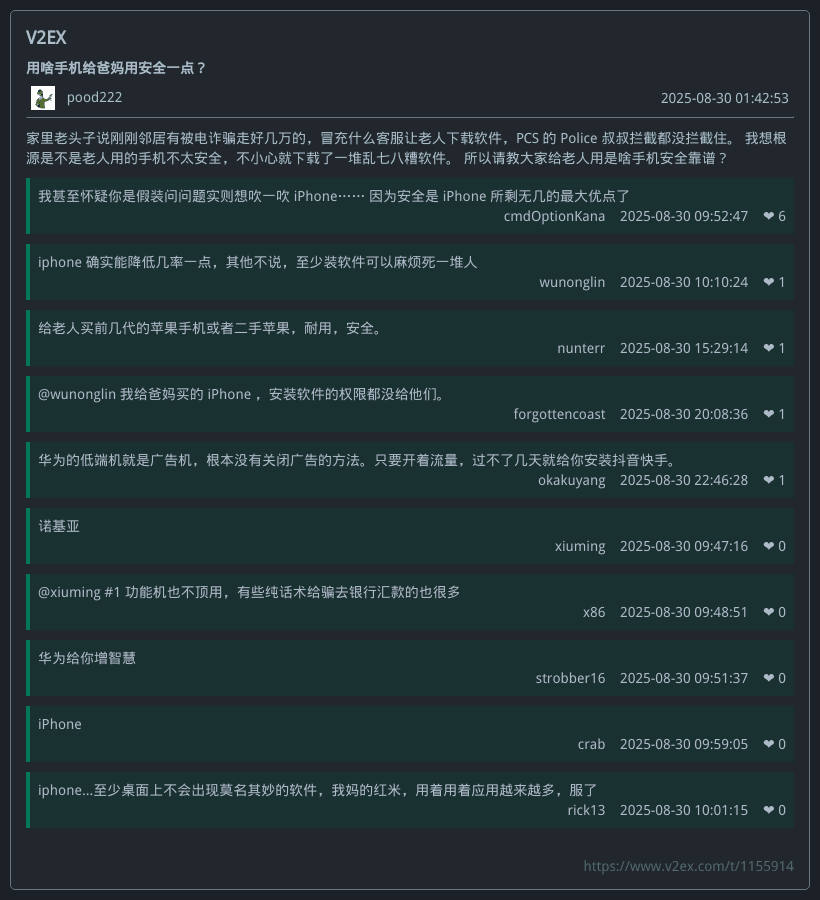 V2EX
用啥手机给爸妈用安全一点？
pood222
2025-08-30 01:42:53
家里老头子说刚刚邻居有被电诈骗走好几万的，冒充什么客服让老人下载软件，PCS 的 Police 叔叔拦截都没拦截住。 我想根
源是不是老人用的手机不太安全，不小心就下载了一堆乱七八糟软件。 所以请教大家给老人用是啥手机安全靠谱？
我甚至怀疑你是假装问问题实则想吹一吹 iPhone…… 因为安全是 iPhone 所剩无几的最大优点了
cmdOptionKana 2025-08-30 09:52:47 ❤ 6
iphone 确实能降低几率一点，其他不说，至少装软件可以麻烦死一堆人
wunonglin 2025-08-30 10:10:24 ❤ 1
给老人买前几代的苹果手机或者二手苹果，耐用，安全。
nunterr 2025-08-30 15:29:14 ❤ 1
@wunonglin 我给爸妈买的 iPhone ，安装软件的权限都没给他们。
forgottencoast 2025-08-30 20:08:36 ❤ 1
华为的低端机就是广告机，根本没有关闭广告的方法。只要开着流量，过不了几天就给你安装抖音快手。
okakuyang 2025-08-30 22:46:28 ❤ 1
诺基亚
xiuming 2025-08-30 09:47:16 ❤ 0
@xiuming #1 功能机也不顶用，有些纯话术给骗去银行汇款的也很多
x86 2025-08-30 09:48:51 ❤ 0
华为给你增智慧
strobber16 2025-08-30 09:51:37 ❤ 0
iPhone
crab 2025-08-30 09:59:05 ❤ 0
iphone...至少桌面上不会出现莫名其妙的软件，我妈的红米，用着用着应用越来越多，服了
rick13 2025-08-30 10:01:15 ❤ 0
https://www.v2ex.com/t/1155914